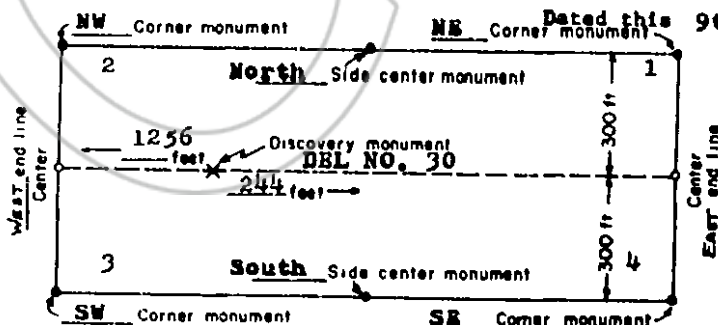 NW Corner monument NE Corner monument Dated this
2 North Side center monument 1
300 ft
1256 feet Discovery monument
DEL NO. 30
244 feet
WEST end line
Center
Center
EAST end line
300 ft
3 South Side center monument 4
SW Corner monument SE Corner monument